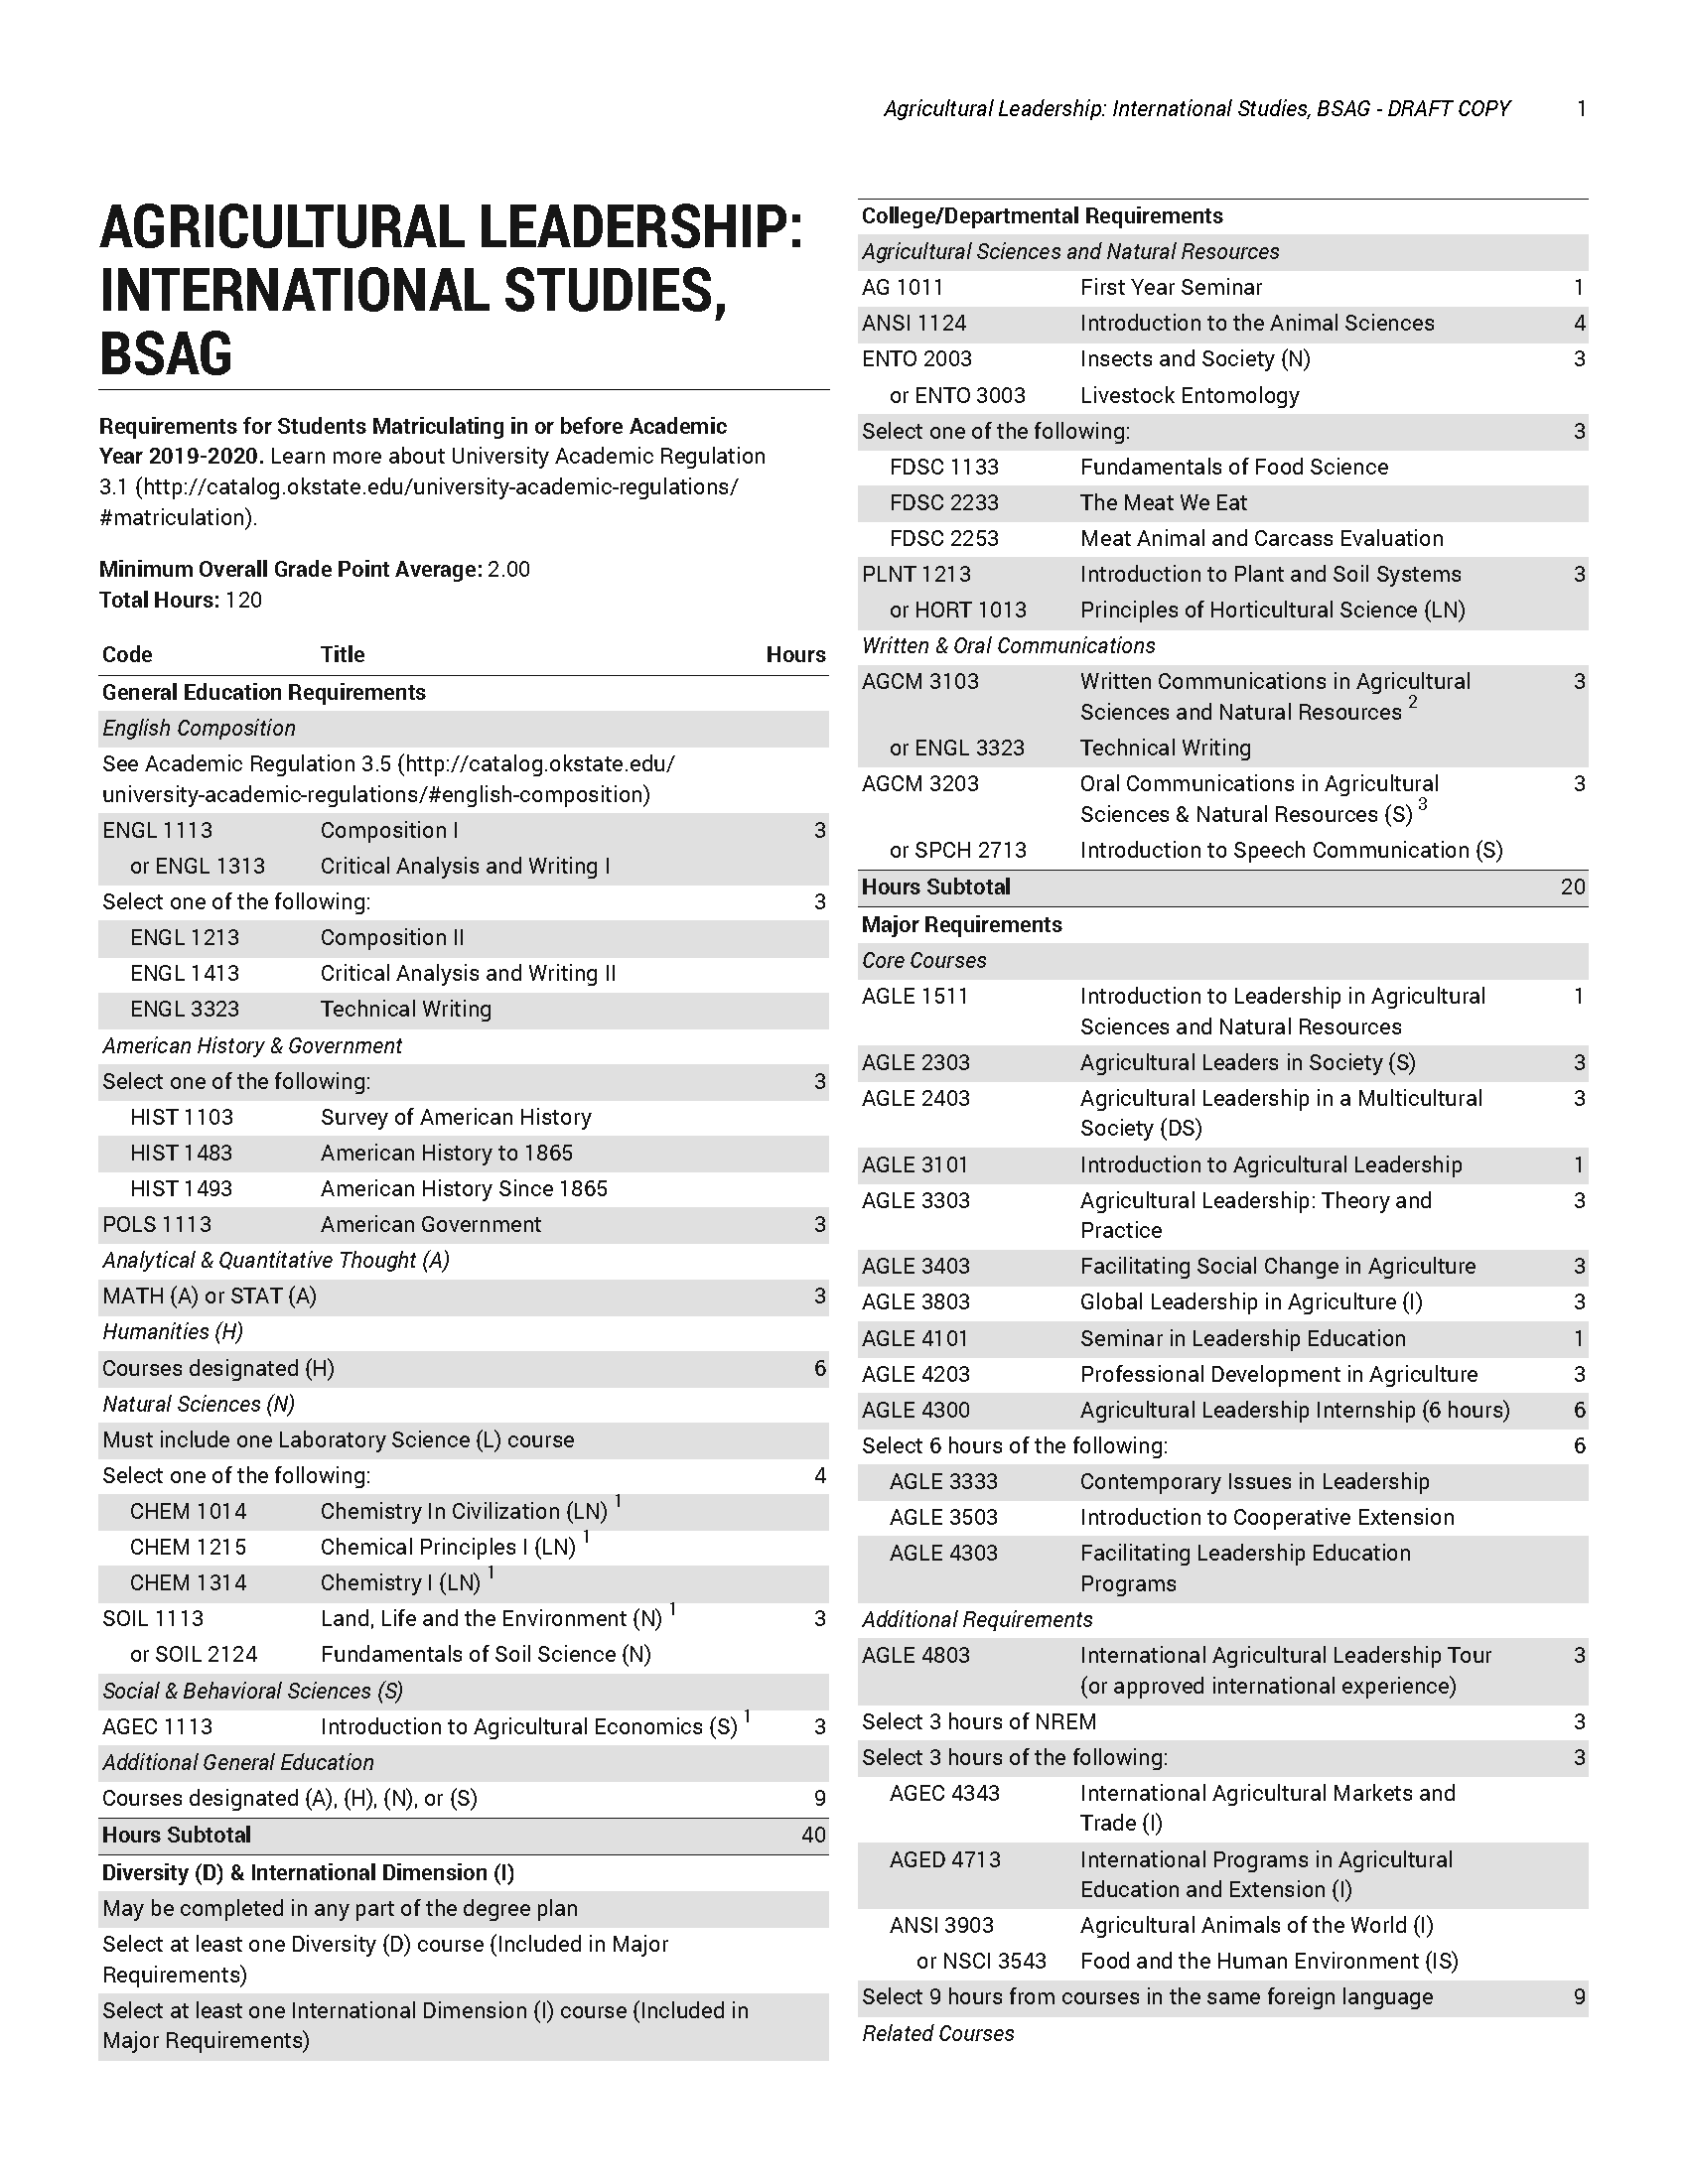 Agricultural Leadership: International Studies, BSAG - DRAFT COPY 1
AGRICULTURAL LEADERSHIP:
INTERNATIONAL STUDIES,
BSAG
Requirements for Students Matriculating in or before Academic
Year 2019-2020. Learn more about University Academic Regulation
3.1 (http://catalog.okstate.edu/university-academic-regulations/
#matriculation).
Minimum Overall Grade Point Average: 2.00
Total Hours: 120
Code Title Hours
General Education Requirements
English Composition
See Academic Regulation 3.5 (http://catalog.okstate.edu/
university-academic-regulations/#english-composition)
ENGL 1113 Composition I 3
or ENGL 1313 Critical Analysis and Writing I
Select one of the following: 3
ENGL 1213 Composition II
ENGL 1413 Critical Analysis and Writing II
ENGL 3323 Technical Writing
American History & Government
Select one of the following: 3
HIST 1103 Survey of American History
HIST 1483 American History to 1865
HIST 1493 American History Since 1865
POLS 1113 American Government 3
Analytical & Quantitative Thought (A)
MATH (A) or STAT (A) 3
Humanities (H)
Courses designated (H) 6
Natural Sciences (N)
Must include one Laboratory Science (L) course
Select one of the following: 4
CHEM 1014 Chemistry In Civilization (LN) 1
CHEM 1215 Chemical Principles I (LN) 1
CHEM 1314 Chemistry I (LN) 1
SOIL 1113 Land, Life and the Environment (N) 1 3
or SOIL 2124 Fundamentals of Soil Science (N)
Social & Behavioral Sciences (S)
AGEC 1113 Introduction to Agricultural Economics (S) 1 3
Additional General Education
Courses designated (A), (H), (N), or (S) 9
Hours Subtotal 40
Diversity (D) & International Dimension (I)
May be completed in any part of the degree plan
Select at least one Diversity (D) course (Included in Major
Requirements)
Select at least one International Dimension (I) course (Included in
Major Requirements)
College/Departmental Requirements
Agricultural Sciences and Natural Resources
AG 1011 First Year Seminar 1
ANSI 1124 Introduction to the Animal Sciences 4
ENTO 2003 Insects and Society (N) 3
or ENTO 3003 Livestock Entomology
Select one of the following: 3
FDSC 1133 Fundamentals of Food Science
FDSC 2233 The Meat We Eat
FDSC 2253 Meat Animal and Carcass Evaluation
PLNT 1213 Introduction to Plant and Soil Systems 3
or HORT 1013 Principles of Horticultural Science (LN)
Written & Oral Communications
AGCM 3103 Written Communications in Agricultural 3
Sciences and Natural Resources 2
or ENGL 3323 Technical Writing
AGCM 3203 Oral Communications in Agricultural 3
Sciences & Natural Resources (S) 3
or SPCH 2713 Introduction to Speech Communication (S)
Hours Subtotal 20
Major Requirements
Core Courses
AGLE 1511 Introduction to Leadership in Agricultural 1
Sciences and Natural Resources
AGLE 2303 Agricultural Leaders in Society (S) 3
AGLE 2403 Agricultural Leadership in a Multicultural 3
Society (DS)
AGLE 3101 Introduction to Agricultural Leadership 1
AGLE 3303 Agricultural Leadership: Theory and 3
Practice
AGLE 3403 Facilitating Social Change in Agriculture 3
AGLE 3803 Global Leadership in Agriculture (I) 3
AGLE 4101 Seminar in Leadership Education 1
AGLE 4203 Professional Development in Agriculture 3
AGLE 4300 Agricultural Leadership Internship (6 hours) 6
Select 6 hours of the following: 6
AGLE 3333 Contemporary Issues in Leadership
AGLE 3503 Introduction to Cooperative Extension
AGLE 4303 Facilitating Leadership Education
Programs
Additional Requirements
AGLE 4803 International Agricultural Leadership Tour 3
(or approved international experience)
Select 3 hours of NREM 3
Select 3 hours of the following: 3
AGEC 4343 International Agricultural Markets and
Trade (I)
AGED 4713 International Programs in Agricultural
Education and Extension (I)
ANSI 3903 Agricultural Animals of the World (I)
or NSCI 3543 Food and the Human Environment (IS)
Select 9 hours from courses in the same foreign language 9
Related Courses